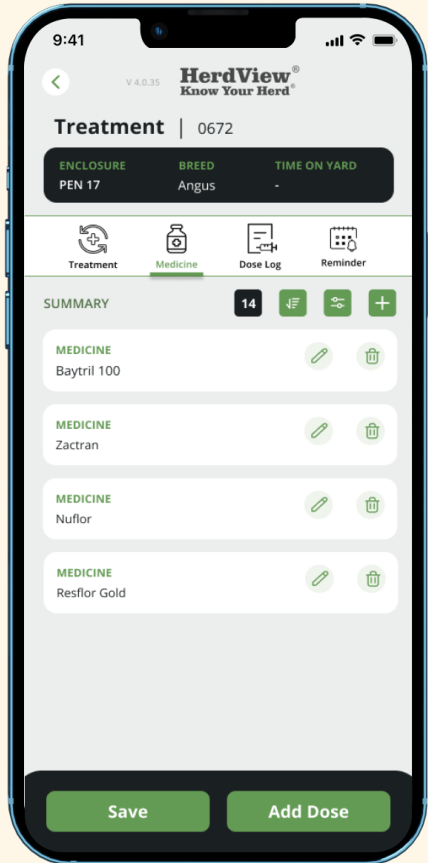 9:41
V 4.0.35
HerdView®
Know Your Herd®
Treatment | 0672
ENCLOSURE BREED TIME ON YARD
PEN 17 Angus -
Treatment Medicine Dose Log Reminder
SUMMARY 14
MEDICINE
Baytril 100
MEDICINE
Zactran
MEDICINE
Nuflor
MEDICINE
Resflor Gold
Save Add Dose